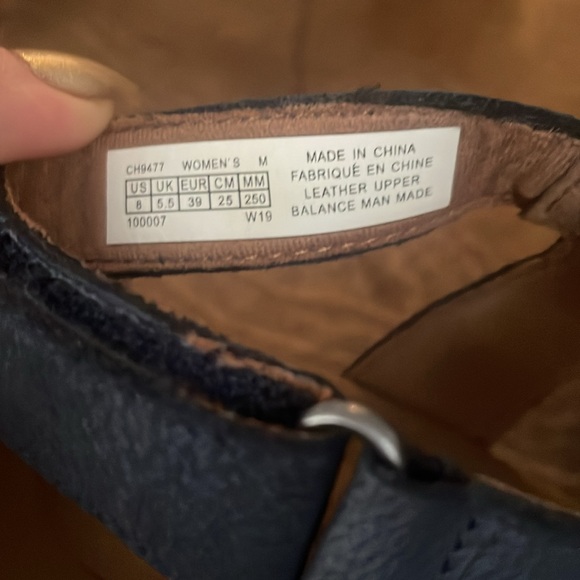 CH9477 WOMEN'S M
US UK EUR CM MM
8 5.5 39 25 250
100007 W19
MADE IN CHINA
FABRIQUÉ EN CHINE
LEATHER UPPER
BALANCE MAN MADE